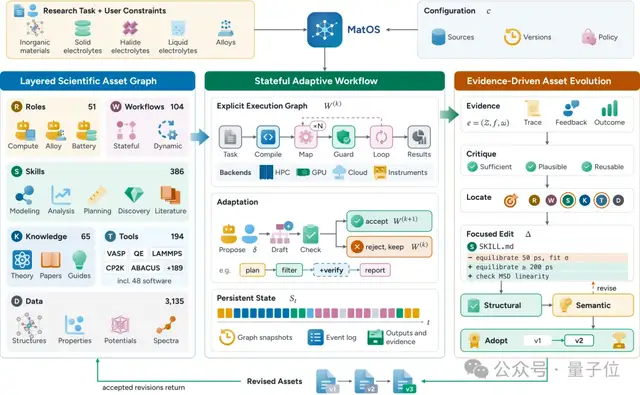 Research Task + User Constraints
Inorganic materials
Solid electrolytes
Halide electrolytes
Liquid electrolytes
Alloys
MatOS
Configuration c
Sources
Versions
Policy
Layered Scientific Asset Graph
R Roles 51
Compute
Alloy
Battery
W Workflows 104
Stateful
Dynamic
S Skills 386
Modeling
Analysis
Planning
Discovery
Literature
K Knowledge 65
Theory
Papers
Guides
T Tools 194
VASP QE LAMMPS
CP2K ABACUS +189
incl. 48 software
D Data 3,135
Structures
Properties
Potentials
Spectra
Stateful Adaptive Workflow
Explicit Execution Graph W(k)
×N
Task
Compile
Map
Guard
Loop
Results
Backends HPC GPU Cloud Instruments
Adaptation
Propose δ
Draft
Check
accept W(k+1)
reject, keep W(k)
e.g. plan filter +verify report
Persistent State St
t
Graph snapshots
Event log
Outputs and evidence
Evidence-Driven Asset Evolution
Evidence
e = (Z, f, ω)
Trace
Feedback
Outcome
Critique
Sufficient
Plausible
Reusable
Locate
R W S K T D
Focused Edit Δ
S SKILL.md
− equilibrate 50 ps, fit σ
+ equilibrate ≥ 200 ps
+ check MSD linearity
revise
Structural
Semantic
Adopt v1 v2
accepted revisions return
Revised Assets
v1
v2
v3
公众号 · 量子位